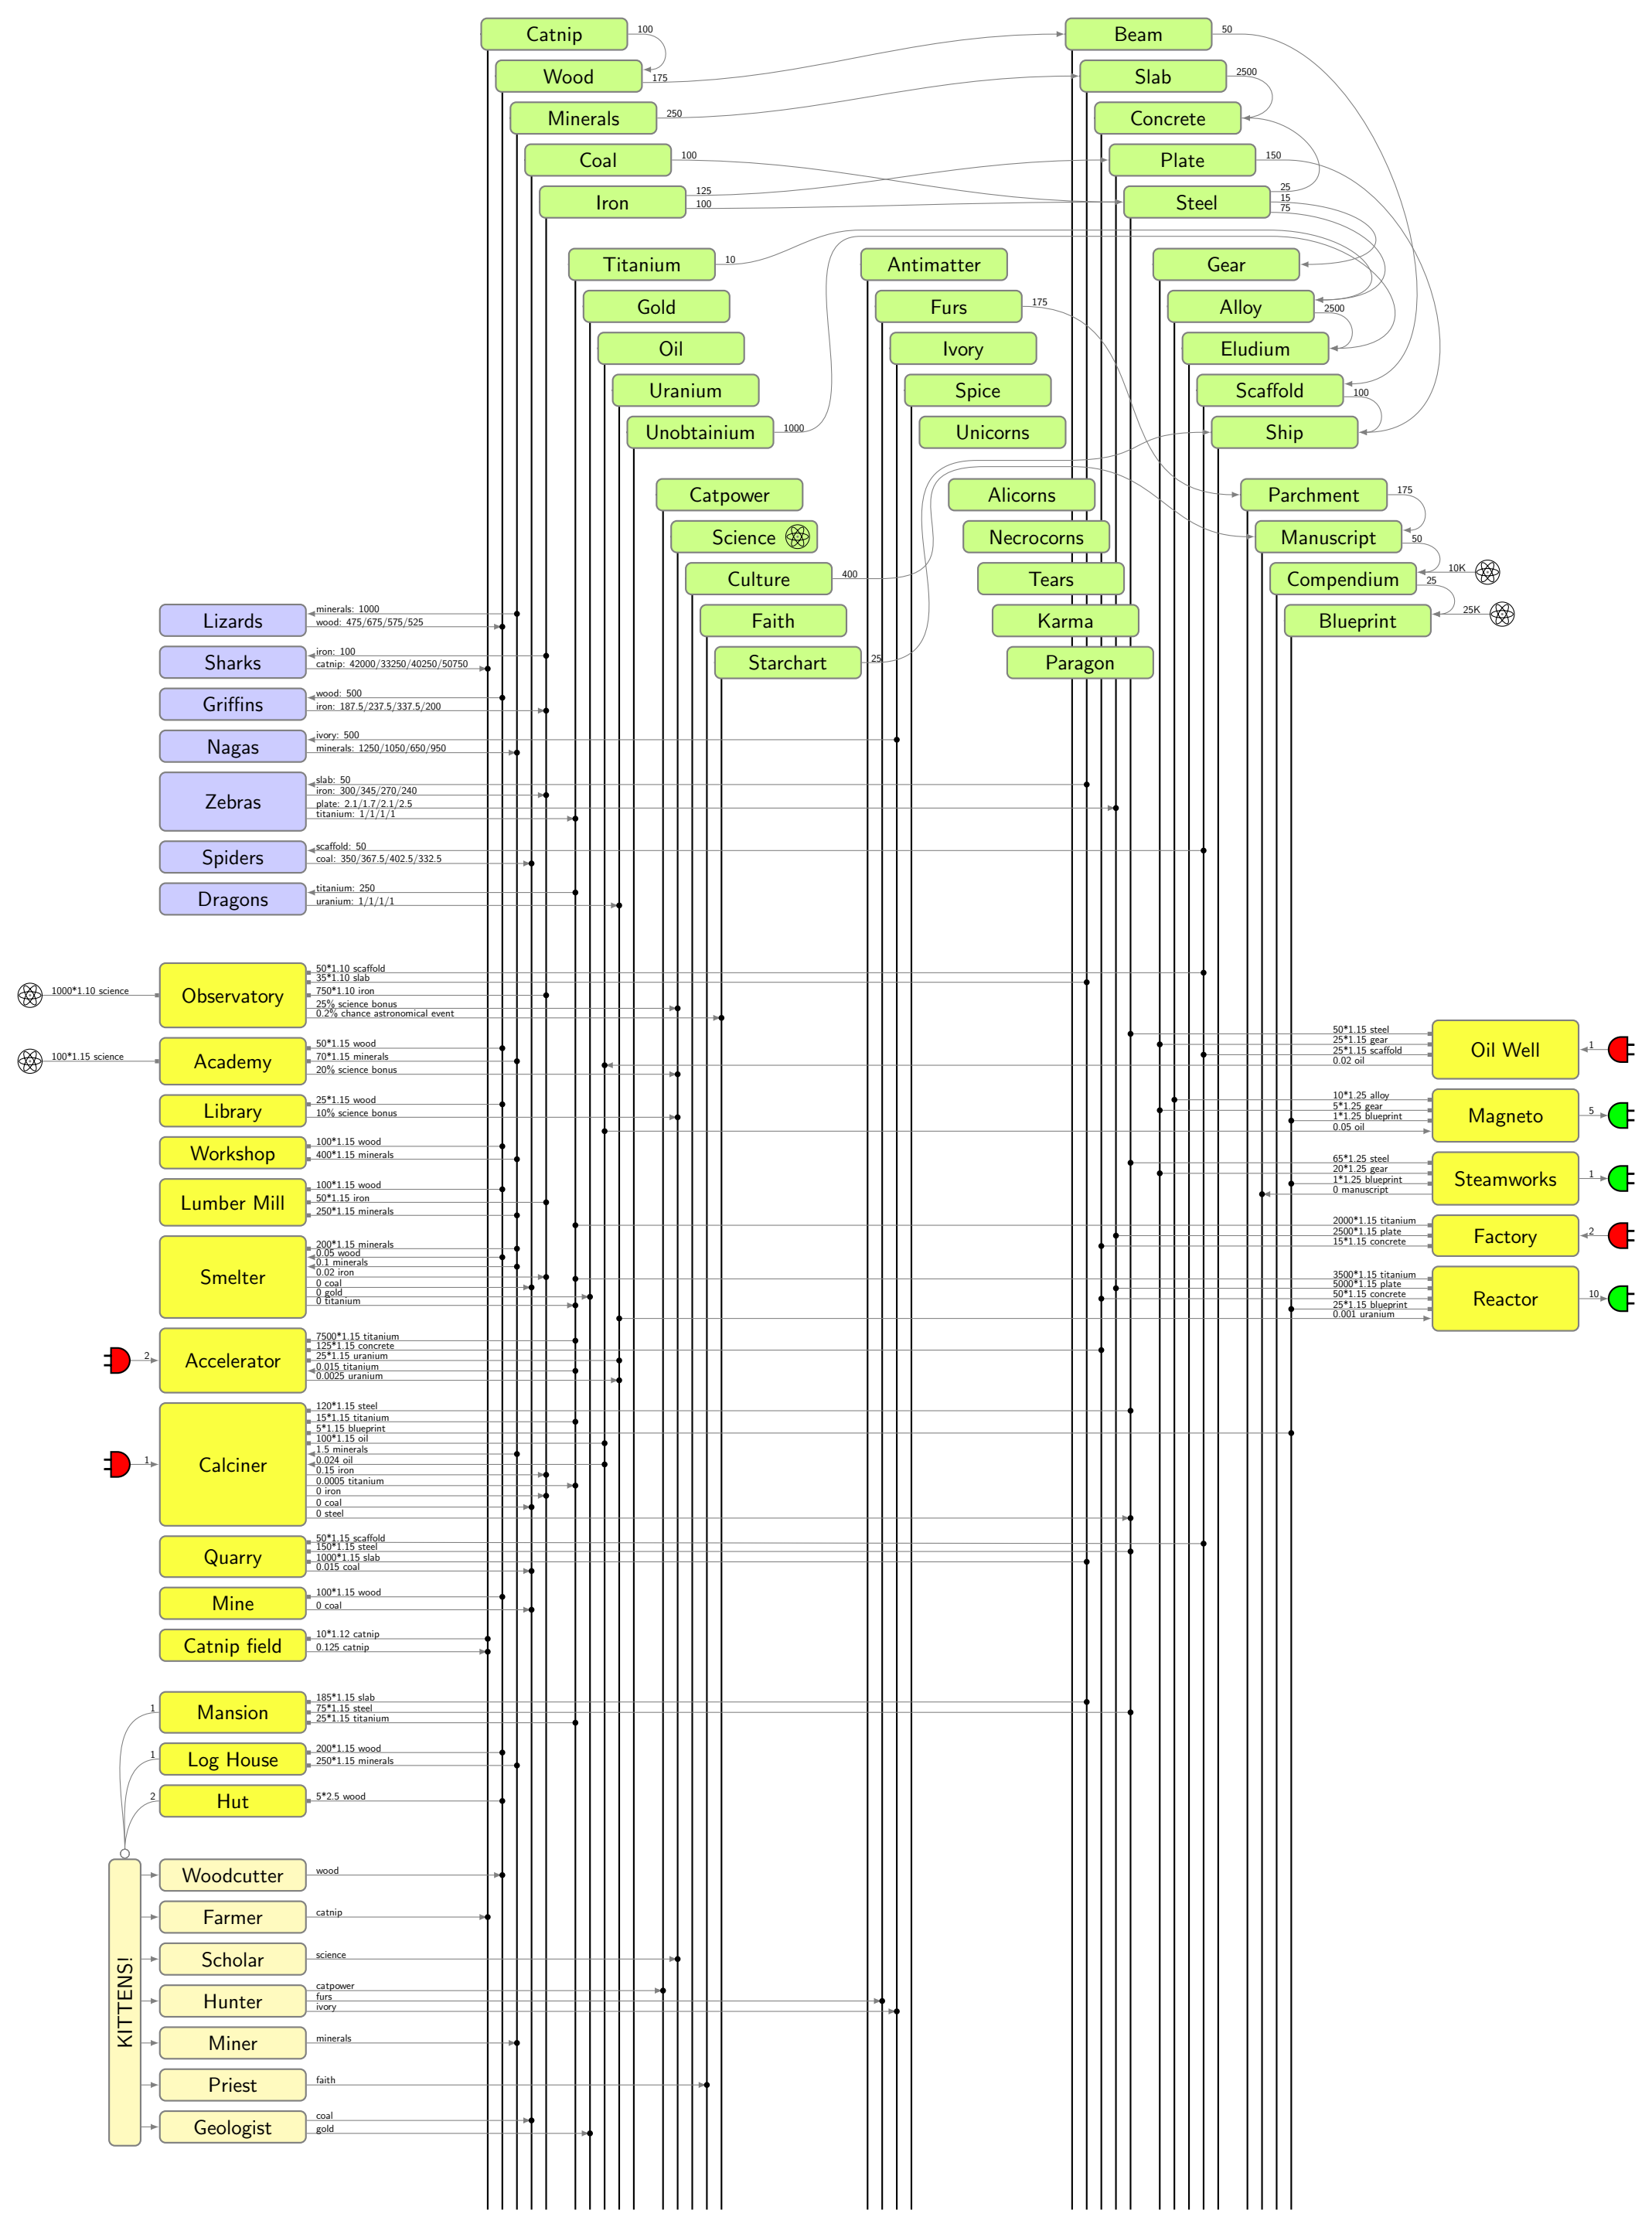 Catnip 100 Beam 50
Wood 175 Slab 2500
Minerals 250 Concrete
Coal 100 Plate 150
Iron 125 100 Steel 25 15 75
Titanium 10 Antimatter Gear
Gold Furs 175 Alloy 2500
Oil Ivory Eludium
Uranium Spice Scaffold 100
Unobtainium 1000 Unicorns Ship
Catpower Alicorns Parchment 175
Science Necrocorns Manuscript 50
Culture 400 Tears Compendium 10K 25
Faith Karma Blueprint 25K
Starchart 25 Paragon
Lizards
minerals: 1000
wood: 475/675/575/525
Sharks
iron: 100
catnip: 42000/33250/40250/50750
Griffins
wood: 500
iron: 187.5/237.5/337.5/200
Nagas
ivory: 500
minerals: 1250/1050/650/950
Zebras
slab: 50
iron: 300/345/270/240
plate: 2.1/1.7/2.1/2.5
titanium: 1/1/1/1
Spiders
scaffold: 50
coal: 350/367.5/402.5/332.5
Dragons
titanium: 250
uranium: 1/1/1/1
1000*1.10 science
Observatory
50*1.10 scaffold
35*1.10 slab
750*1.10 iron
25% science bonus
0.2% chance astronomical event
100*1.15 science
Academy
50*1.15 wood
70*1.15 minerals
20% science bonus
Library
25*1.15 wood
10% science bonus
Workshop
100*1.15 wood
400*1.15 minerals
Lumber Mill
100*1.15 wood
50*1.15 iron
250*1.15 minerals
Smelter
200*1.15 minerals
0.05 wood
0.1 minerals
0.02 iron
0 coal
0 gold
0 titanium
2
Accelerator
7500*1.15 titanium
125*1.15 concrete
25*1.15 uranium
0.015 titanium
0.0025 uranium
1
Calciner
120*1.15 steel
15*1.15 titanium
5*1.15 blueprint
100*1.15 oil
1.5 minerals
0.024 oil
0.15 iron
0.0005 titanium
0 iron
0 coal
0 steel
Quarry
50*1.15 scaffold
150*1.15 steel
1000*1.15 slab
0.015 coal
Mine
100*1.15 wood
0 coal
Catnip field
10*1.12 catnip
0.125 catnip
50*1.15 steel
25*1.15 gear
25*1.15 scaffold
0.02 oil
Oil Well
1
10*1.25 alloy
5*1.25 gear
1*1.25 blueprint
0.05 oil
Magneto
5
65*1.25 steel
20*1.25 gear
1*1.25 blueprint
0 manuscript
Steamworks
1
2000*1.15 titanium
2500*1.15 plate
15*1.15 concrete
Factory
2
3500*1.15 titanium
5000*1.15 plate
50*1.15 concrete
25*1.15 blueprint
0.001 uranium
Reactor
10
1
Mansion
185*1.15 slab
75*1.15 steel
25*1.15 titanium
1
Log House
200*1.15 wood
250*1.15 minerals
2
Hut
5*2.5 wood
KITTENS!
Woodcutter
wood
Farmer
catnip
Scholar
science
Hunter
catpower
furs
ivory
Miner
minerals
Priest
faith
Geologist
coal
gold